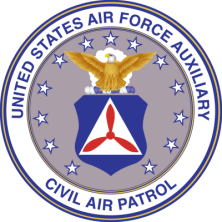 UNITED STATES AIR FORCE AUXILIARY
CIVIL AIR PATROL